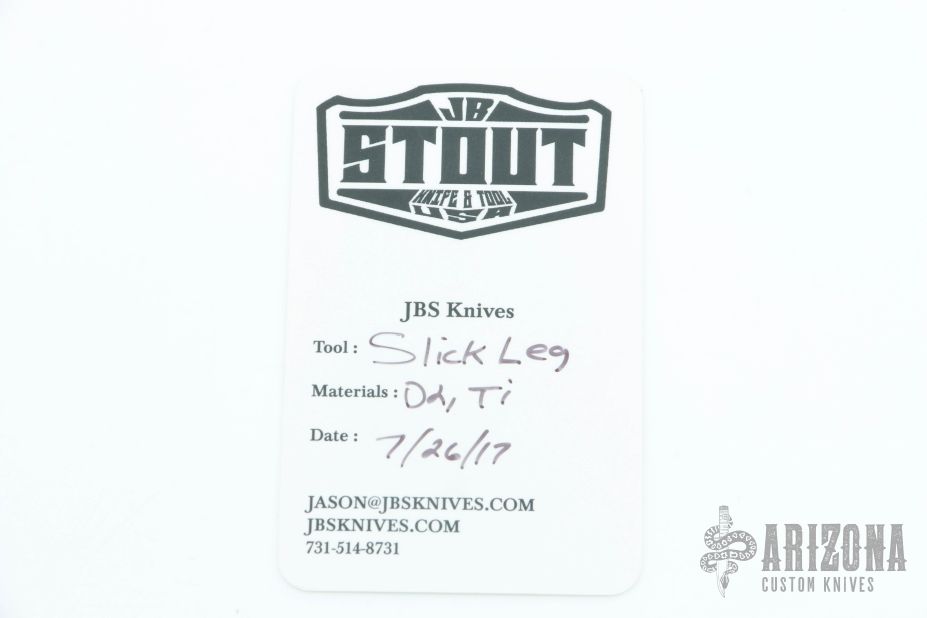 JB
STOUT
KNIFE & TOOL
USA
JBS Knives
Tool : Slick Leg
Materials : D2, Ti
Date : 7/26/17
JASON@JBSKNIVES.COM
JBSKNIVES.COM
731-514-8731
ARIZONA
CUSTOM KNIVES